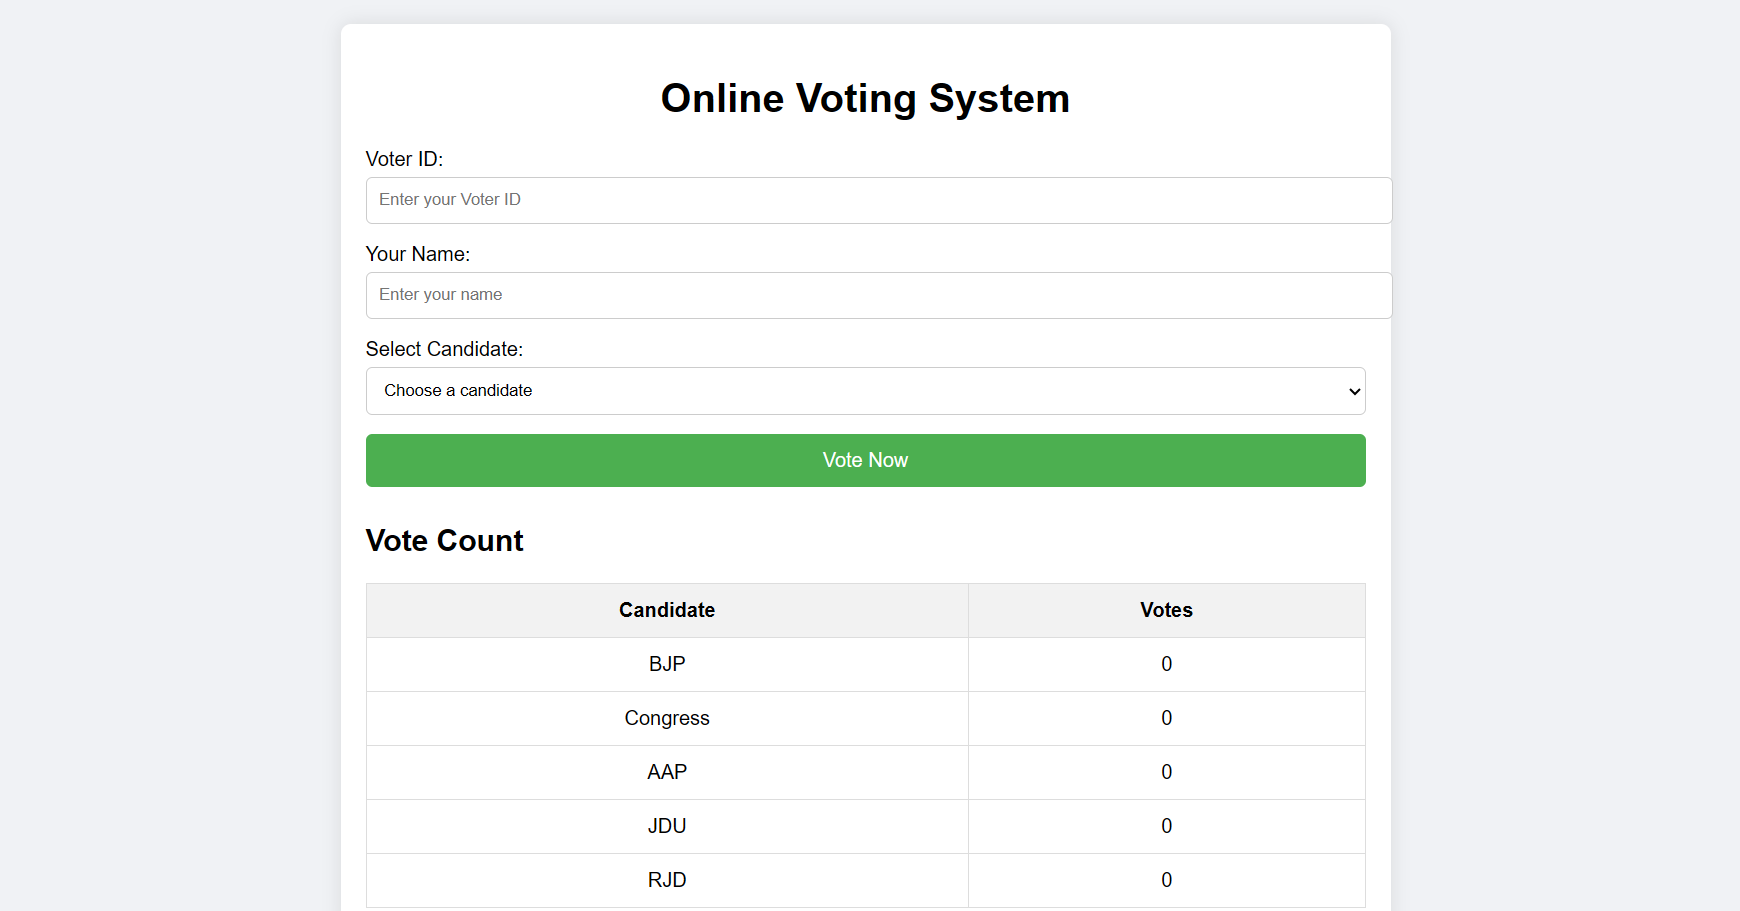 Online Voting System
Voter ID:
Enter your Voter ID
Your Name:
Enter your name
Select Candidate:
Choose a candidate
Vote Now
Vote Count
Candidate Votes
BJP 0
Congress 0
AAP 0
JDU 0
RJD 0